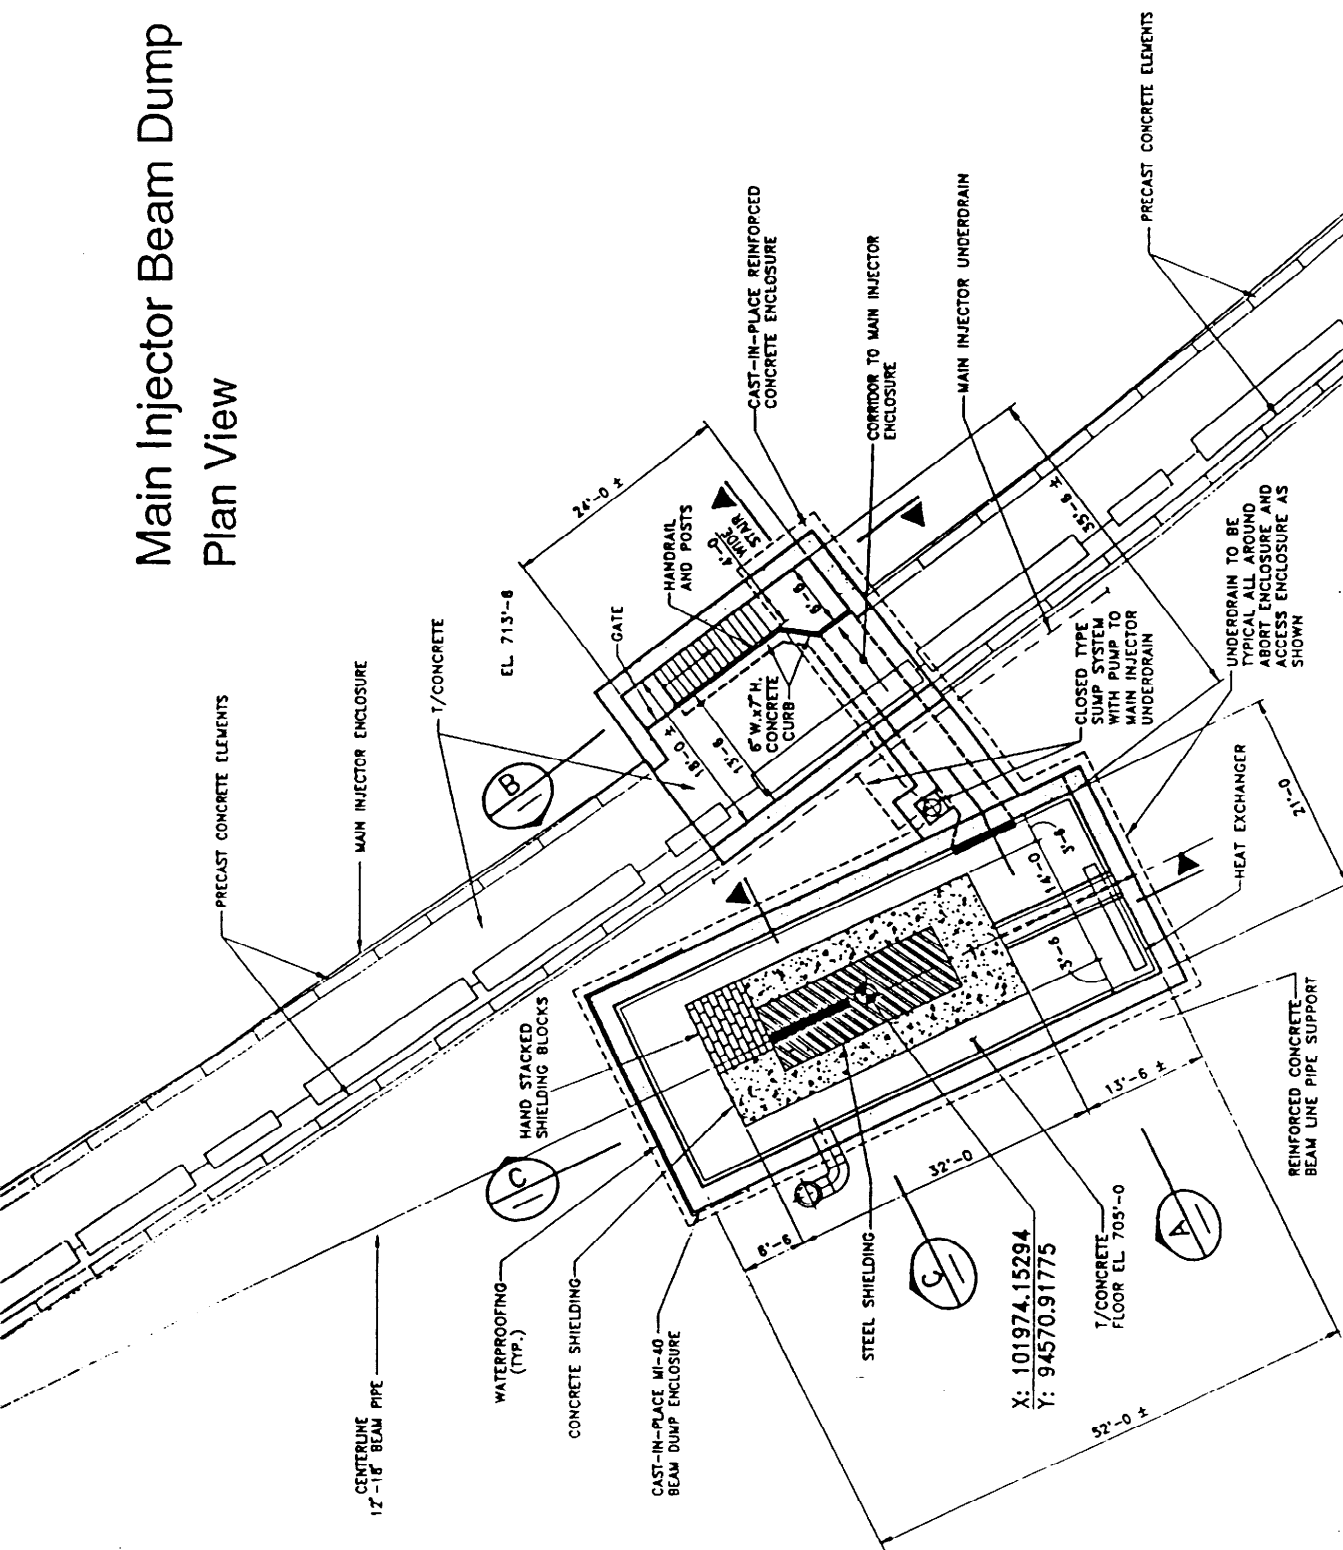 Main Injector Beam Dump
Plan View
PRECAST CONCRETE ELEMENTS
MAIN INJECTOR ENCLOSURE
T/CONCRETE
EL 713'-6
24'-0 ±
GATE
HANDRAIL
AND POSTS
4'-0
WIDE
STAIR
CAST-IN-PLACE REINFORCED
CONCRETE ENCLOSURE
CORRIDOR TO MAIN INJECTOR
ENCLOSURE
MAIN INJECTOR UNDERDRAIN
PRECAST CONCRETE ELEMENTS
B
18'-0 ±
13'-6
6" W.x7" H.
CONCRETE
CURB
6'-6
35'-6 ±
CLOSED TYPE
SUMP SYSTEM
WITH PUMP TO
MAIN INJECTOR
UNDERDRAIN
UNDERDRAIN TO BE
TYPICAL ALL AROUND
ABORT ENCLOSURE AND
ACCESS ENCLOSURE AS
SHOWN
HEAT EXCHANGER
21'-0
14'-0
3'-6
3'-6
CENTERLINE
12"-18" BEAM PIPE
HAND STACKED
SHIELDING BLOCKS
C
WATERPROOFING
(TYP.)
CONCRETE SHIELDING
CAST-IN-PLACE MI-40
BEAM DUMP ENCLOSURE
6'-6
32'-0
13'-6 ±
STEEL SHIELDING
C
X: 101974.15294
Y: 94570.91775
T/CONCRETE
FLOOR EL 705'-0
A
REINFORCED CONCRETE
BEAM LINE PIPE SUPPORT
52'-0 ±